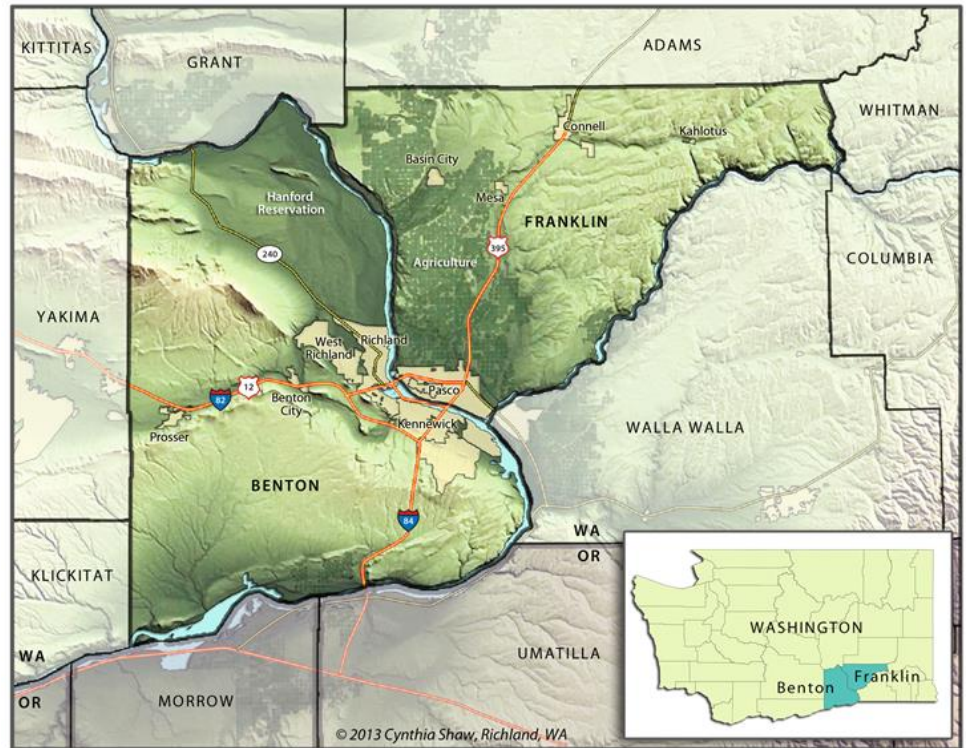 KITTITAS
GRANT
ADAMS
WHITMAN
Connell
Kahlotus
Basin City
Mesa
Hanford
Reservation
FRANKLIN
240
395
Agriculture
COLUMBIA
YAKIMA
West
Richland
Richland
12
82
Benton
City
Pasco
Prosser
Kennewick
WALLA WALLA
BENTON
84
WA
OR
KLICKITAT
WASHINGTON
Benton
Franklin
UMATILLA
WA
OR
MORROW
© 2013 Cynthia Shaw, Richland, WA